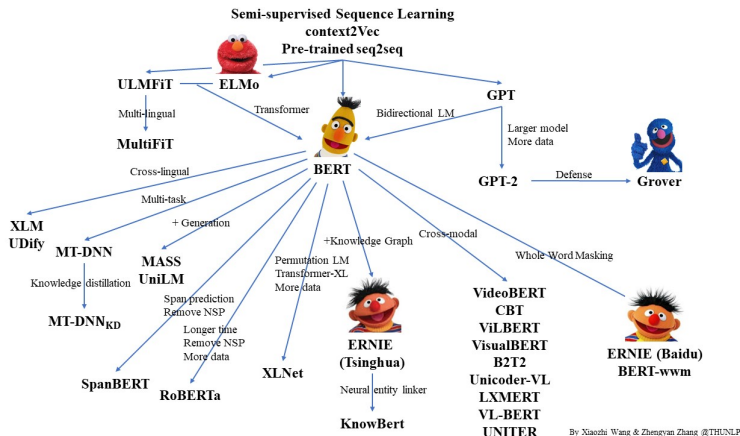 Semi-supervised Sequence Learning
context2Vec
Pre-trained seq2seq
ULMFiT
ELMo
GPT
Multi-lingual
Transformer
Bidirectional LM
Larger model
More data
MultiFiT
BERT
GPT-2
Defense
Grover
Cross-lingual
Multi-task
+ Generation
XLM
UDify
MT-DNN
MASS
UniLM
Permutation LM
Transformer-XL
More data
+Knowledge Graph
Cross-modal
Whole Word Masking
Knowledge distillation
MT-DNNKD
Span prediction
Remove NSP
Longer time
Remove NSP
More data
SpanBERT
RoBERTa
XLNet
ERNIE
(Tsinghua)
Neural entity linker
KnowBert
VideoBERT
CBT
ViLBERT
VisualBERT
B2T2
Unicoder-VL
LXMERT
VL-BERT
UNITER
ERNIE (Baidu)
BERT-wwm
By Xiaozhi Wang & Zhengyan Zhang @THUNLP